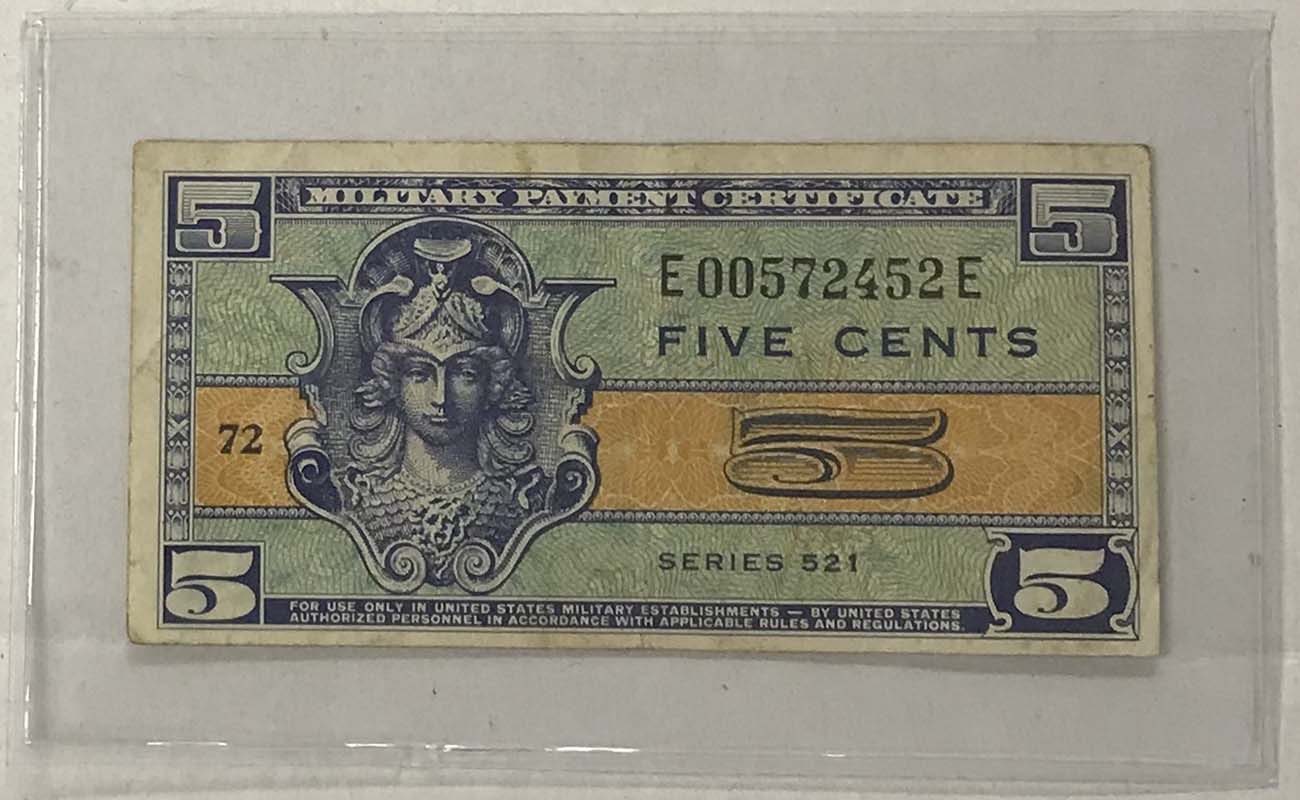 5 MILITARY PAYMENT CERTIFICATE 5
E00572452E
FIVE CENTS
72 5
SERIES 521
5 FOR USE ONLY IN UNITED STATES MILITARY ESTABLISHMENTS — BY UNITED STATES 5
AUTHORIZED PERSONNEL IN ACCORDANCE WITH APPLICABLE RULES AND REGULATIONS.